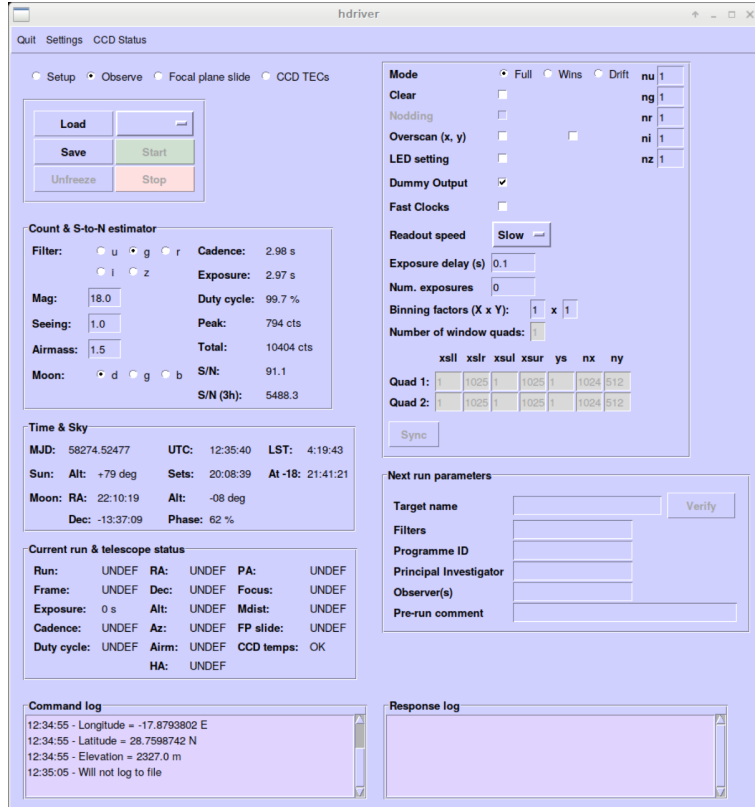 hdriver
Quit Settings CCD Status
Setup Observe Focal plane slide CCD TECs
Load
Save Start
Unfreeze Stop
Count & S-to-N estimator
Filter: u g r Cadence: 2.98 s
i z Exposure: 2.97 s
Mag: 18.0 Duty cycle: 99.7 %
Seeing: 1.0 Peak: 794 cts
Airmass: 1.5 Total: 10404 cts
Moon: d g b S/N: 91.1
S/N (3h): 5488.3
Time & Sky
MJD: 58274.52477 UTC: 12:35:40 LST: 4:19:43
Sun: Alt: +79 deg Sets: 20:08:39 At -18: 21:41:21
Moon: RA: 22:10:19 Alt: -08 deg
Dec: -13:37:09 Phase: 62 %
Current run & telescope status
Run: UNDEF RA: UNDEF PA: UNDEF
Frame: UNDEF Dec: UNDEF Focus: UNDEF
Exposure: 0 s Alt: UNDEF Mdist: UNDEF
Cadence: UNDEF Az: UNDEF FP slide: UNDEF
Duty cycle: UNDEF Airm: UNDEF CCD temps: OK
HA: UNDEF
Command log
12:34:55 - Longitude = -17.8793802 E
12:34:55 - Latitude = 28.7598742 N
12:34:55 - Elevation = 2327.0 m
12:35:05 - Will not log to file
Mode Full Wins Drift nu 1
Clear ng 1
Nodding nr 1
Overscan (x, y) ni 1
LED setting nz 1
Dummy Output
Fast Clocks
Readout speed Slow
Exposure delay (s) 0.1
Num. exposures 0
Binning factors (X x Y): 1 x 1
Number of window quads: 1
xsll xslr xsul xsur ys nx ny
Quad 1: 1 1025 1 1025 1 1024 512
Quad 2: 1 1025 1 1025 1 1024 512
Sync
Next run parameters
Target name Verify
Filters
Programme ID
Principal Investigator
Observer(s)
Pre-run comment
Response log